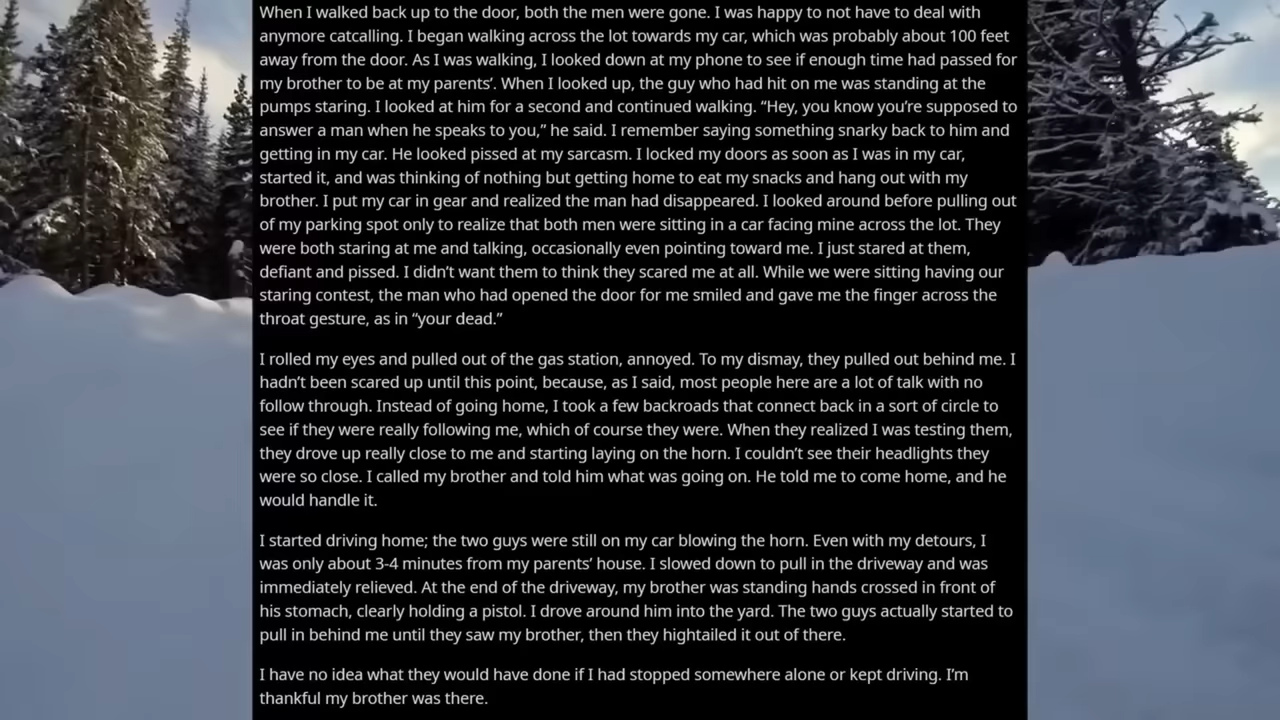 When I walked back up to the door, both the men were gone. I was happy to not have to deal with
anymore catcalling. I began walking across the lot towards my car, which was probably about 100 feet
away from the door. As I was walking, I looked down at my phone to see if enough time had passed for
my brother to be at my parents’. When I looked up, the guy who had hit on me was standing at the
pumps staring. I looked at him for a second and continued walking. “Hey, you know you’re supposed to
answer a man when he speaks to you,” he said. I remember saying something snarky back to him and
getting in my car. He looked pissed at my sarcasm. I locked my doors as soon as I was in my car,
started it, and was thinking of nothing but getting home to eat my snacks and hang out with my
brother. I put my car in gear and realized the man had disappeared. I looked around before pulling out
of my parking spot only to realize that both men were sitting in a car facing mine across the lot. They
were both staring at me and talking, occasionally even pointing toward me. I just stared at them,
defiant and pissed. I didn’t want them to think they scared me at all. While we were sitting having our
staring contest, the man who had opened the door for me smiled and gave me the finger across the
throat gesture, as in “your dead.”
I rolled my eyes and pulled out of the gas station, annoyed. To my dismay, they pulled out behind me. I
hadn’t been scared up until this point, because, as I said, most people here are a lot of talk with no
follow through. Instead of going home, I took a few backroads that connect back in a sort of circle to
see if they were really following me, which of course they were. When they realized I was testing them,
they drove up really close to me and starting laying on the horn. I couldn’t see their headlights they
were so close. I called my brother and told him what was going on. He told me to come home, and he
would handle it.
I started driving home; the two guys were still on my car blowing the horn. Even with my detours, I
was only about 3-4 minutes from my parents’ house. I slowed down to pull in the driveway and was
immediately relieved. At the end of the driveway, my brother was standing hands crossed in front of
his stomach, clearly holding a pistol. I drove around him into the yard. The two guys actually started to
pull in behind me until they saw my brother, then they hightailed it out of there.
I have no idea what they would have done if I had stopped somewhere alone or kept driving. I’m
thankful my brother was there.